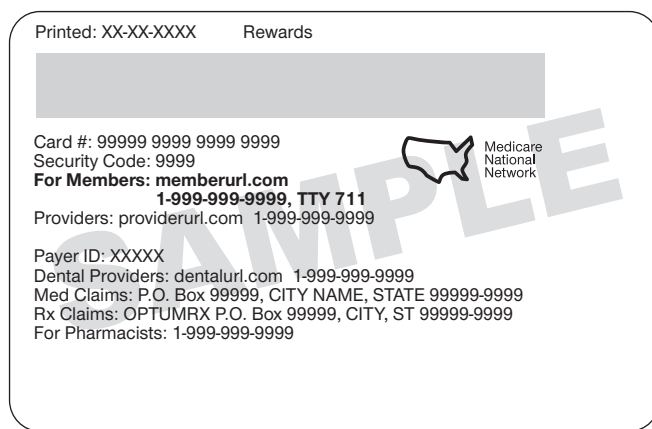 Printed: XX-XX-XXXX Rewards
Card #: 99999 9999 9999 9999
Security Code: 9999
For Members: memberurl.com
1-999-999-9999, TTY 711
Providers: providerurl.com 1-999-999-9999
Medicare
National
Network
Payer ID: XXXXX
Dental Providers: dentalurl.com 1-999-999-9999
Med Claims: P.O. Box 99999, CITY NAME, STATE 99999-9999
Rx Claims: OPTUMRX P.O. Box 99999, CITY, ST 99999-9999
For Pharmacists: 1-999-999-9999
SAMPLE